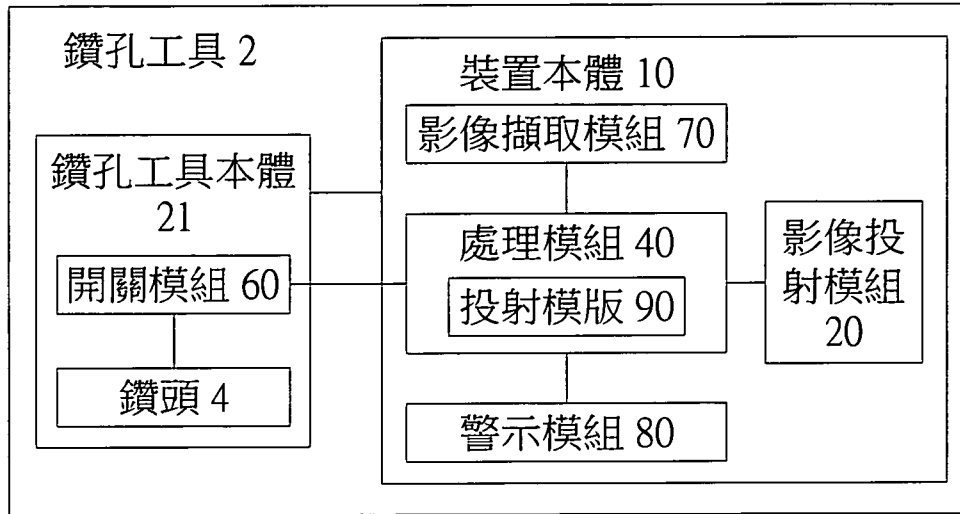 鑽孔工具 2
鑽孔工具本體
21
開關模組 60
鑽頭 4
裝置本體 10
影像擷取模組 70
處理模組 40
投射模版 90
警示模組 80
影像投
射模組
20